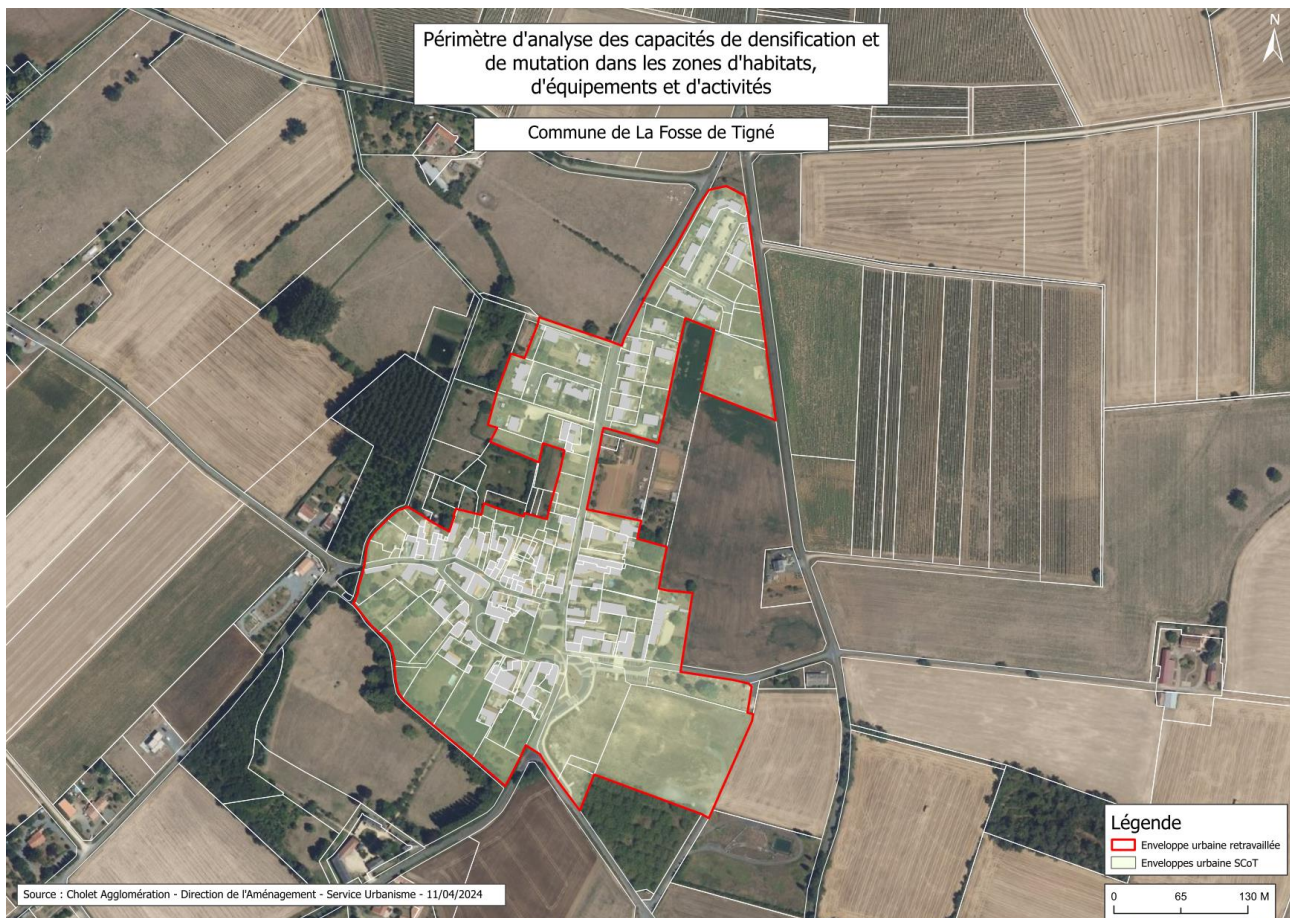 Périmètre d'analyse des capacités de densification et
de mutation dans les zones d'habitats,
d'équipements et d'activités
Commune de La Fosse de Tigné
N
Légende
Enveloppe urbaine retravaillée
Enveloppes urbaine SCoT
Source : Cholet Agglomération - Direction de l'Aménagement - Service Urbanisme - 11/04/2024
0 65 130 M